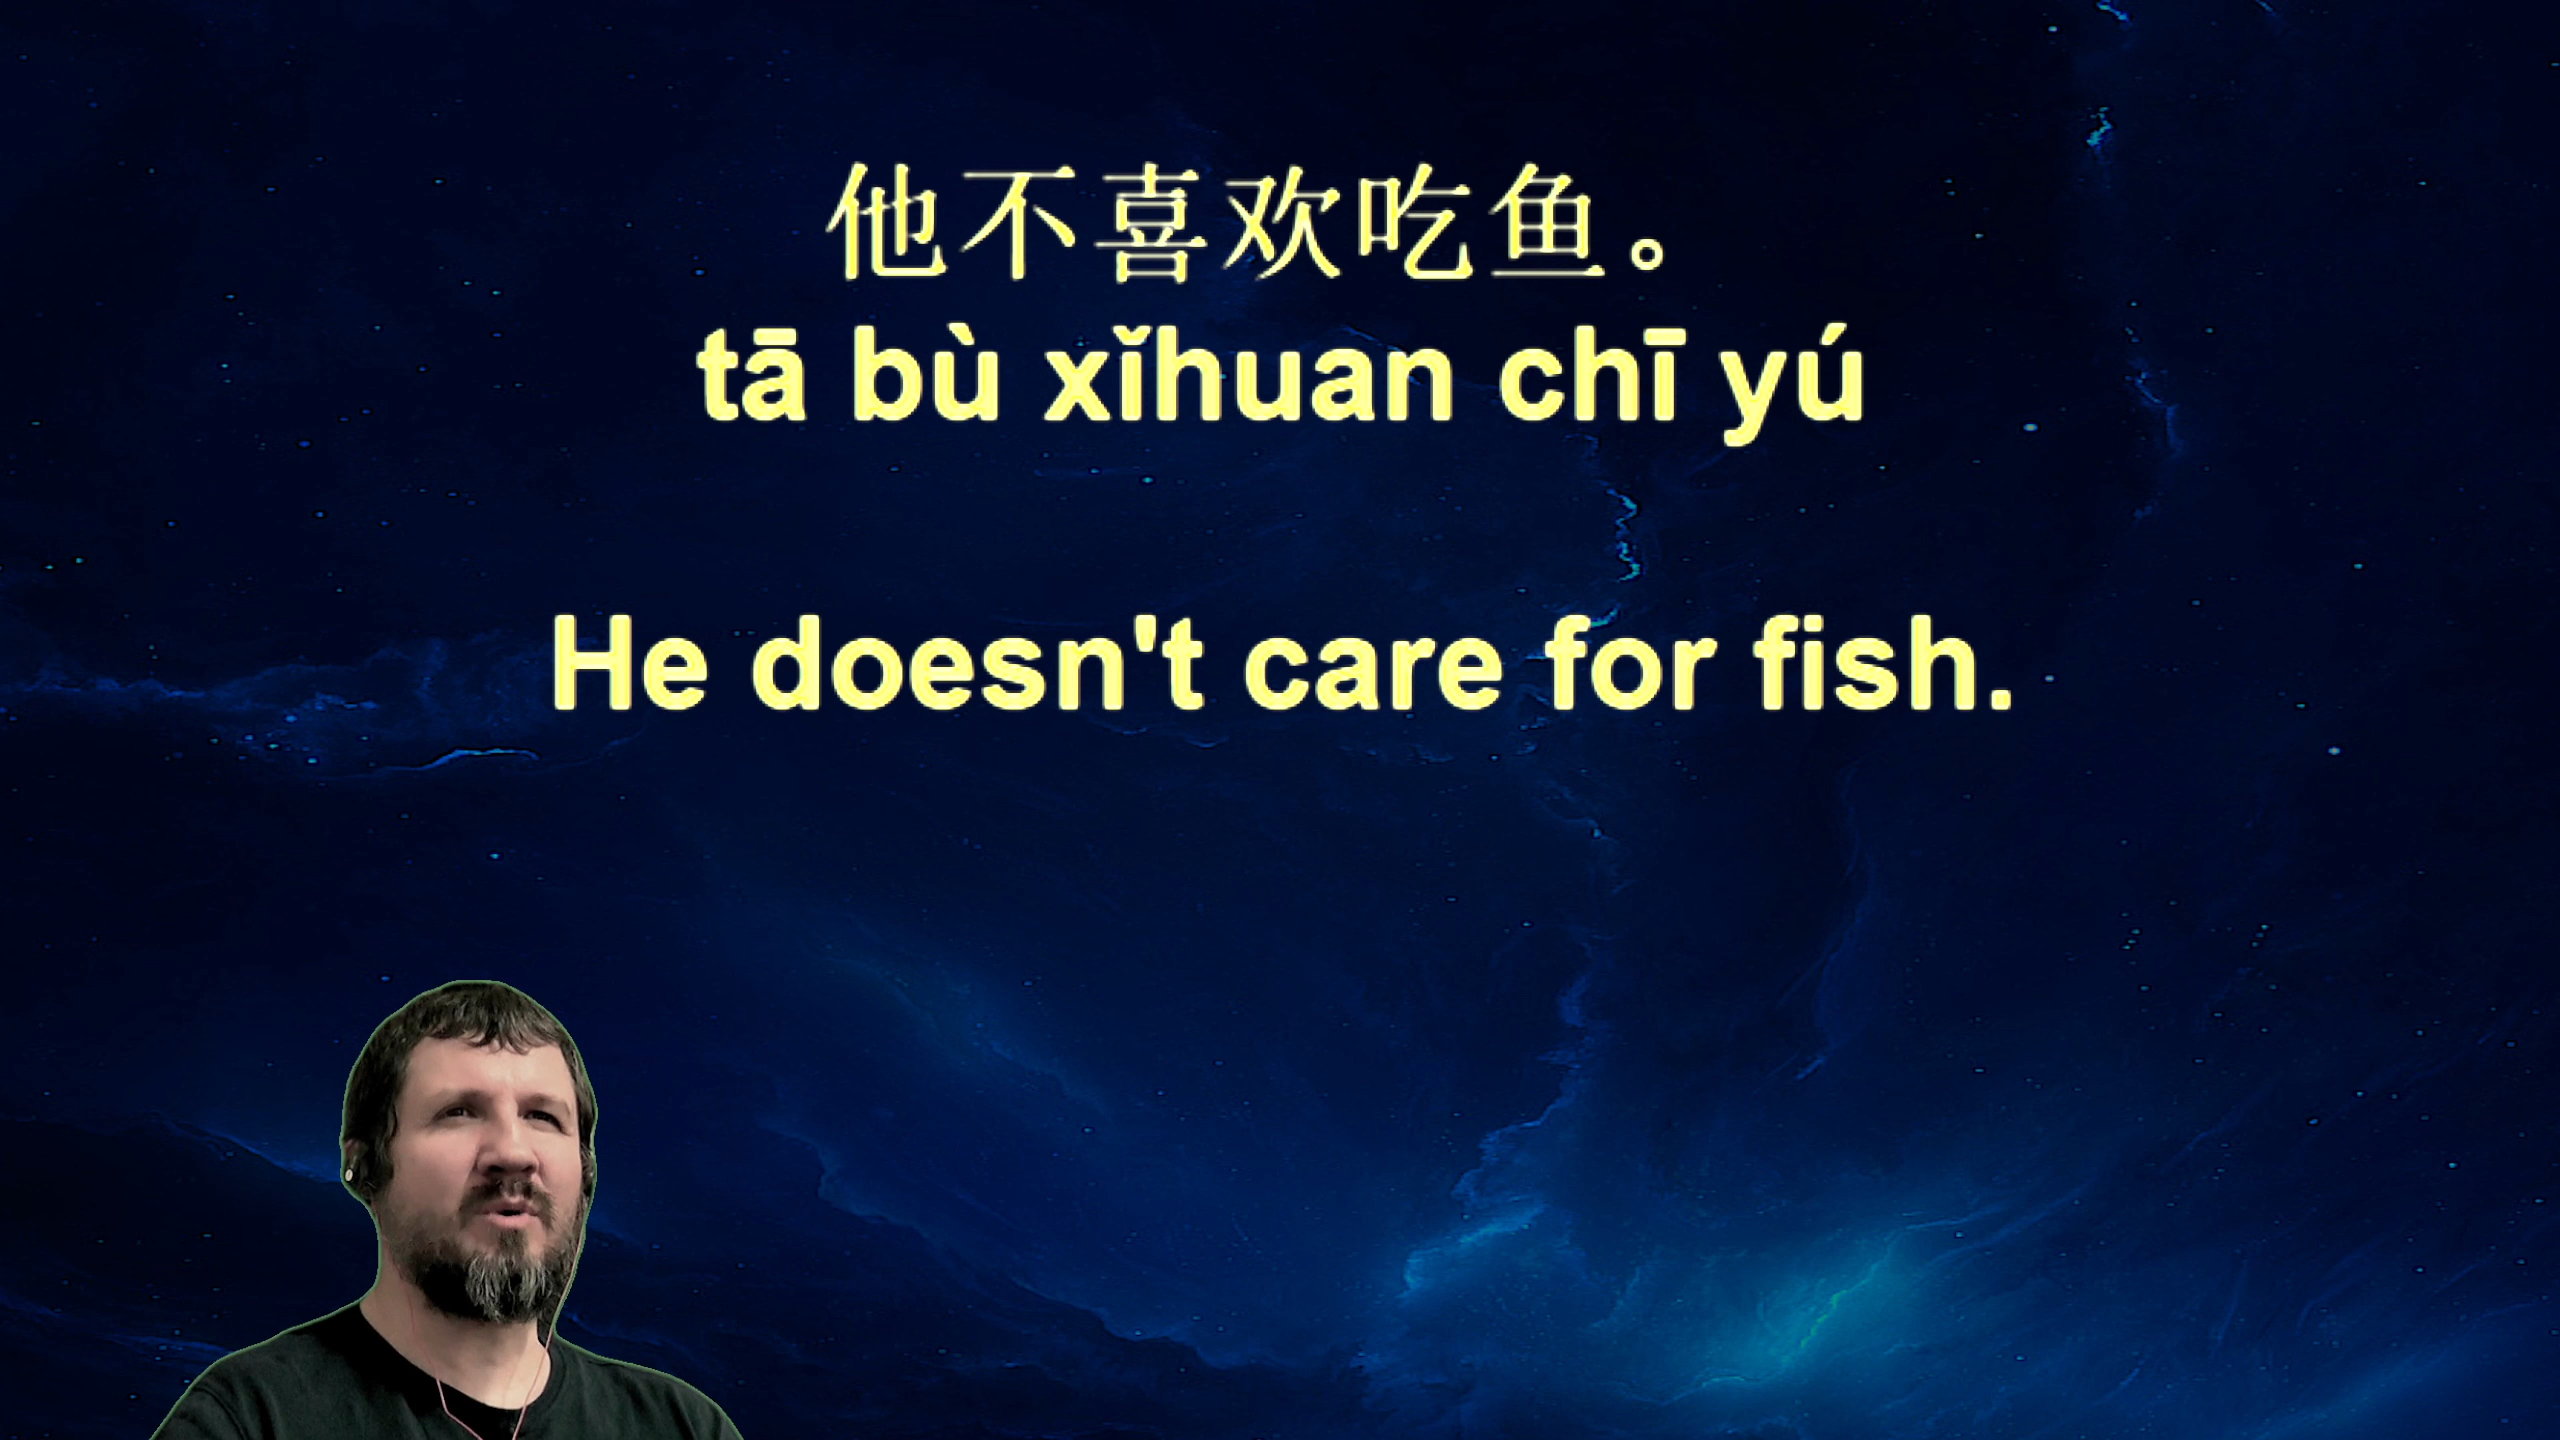 他不喜欢吃鱼。
tā bù xǐhuan chī yú
He doesn't care for fish.